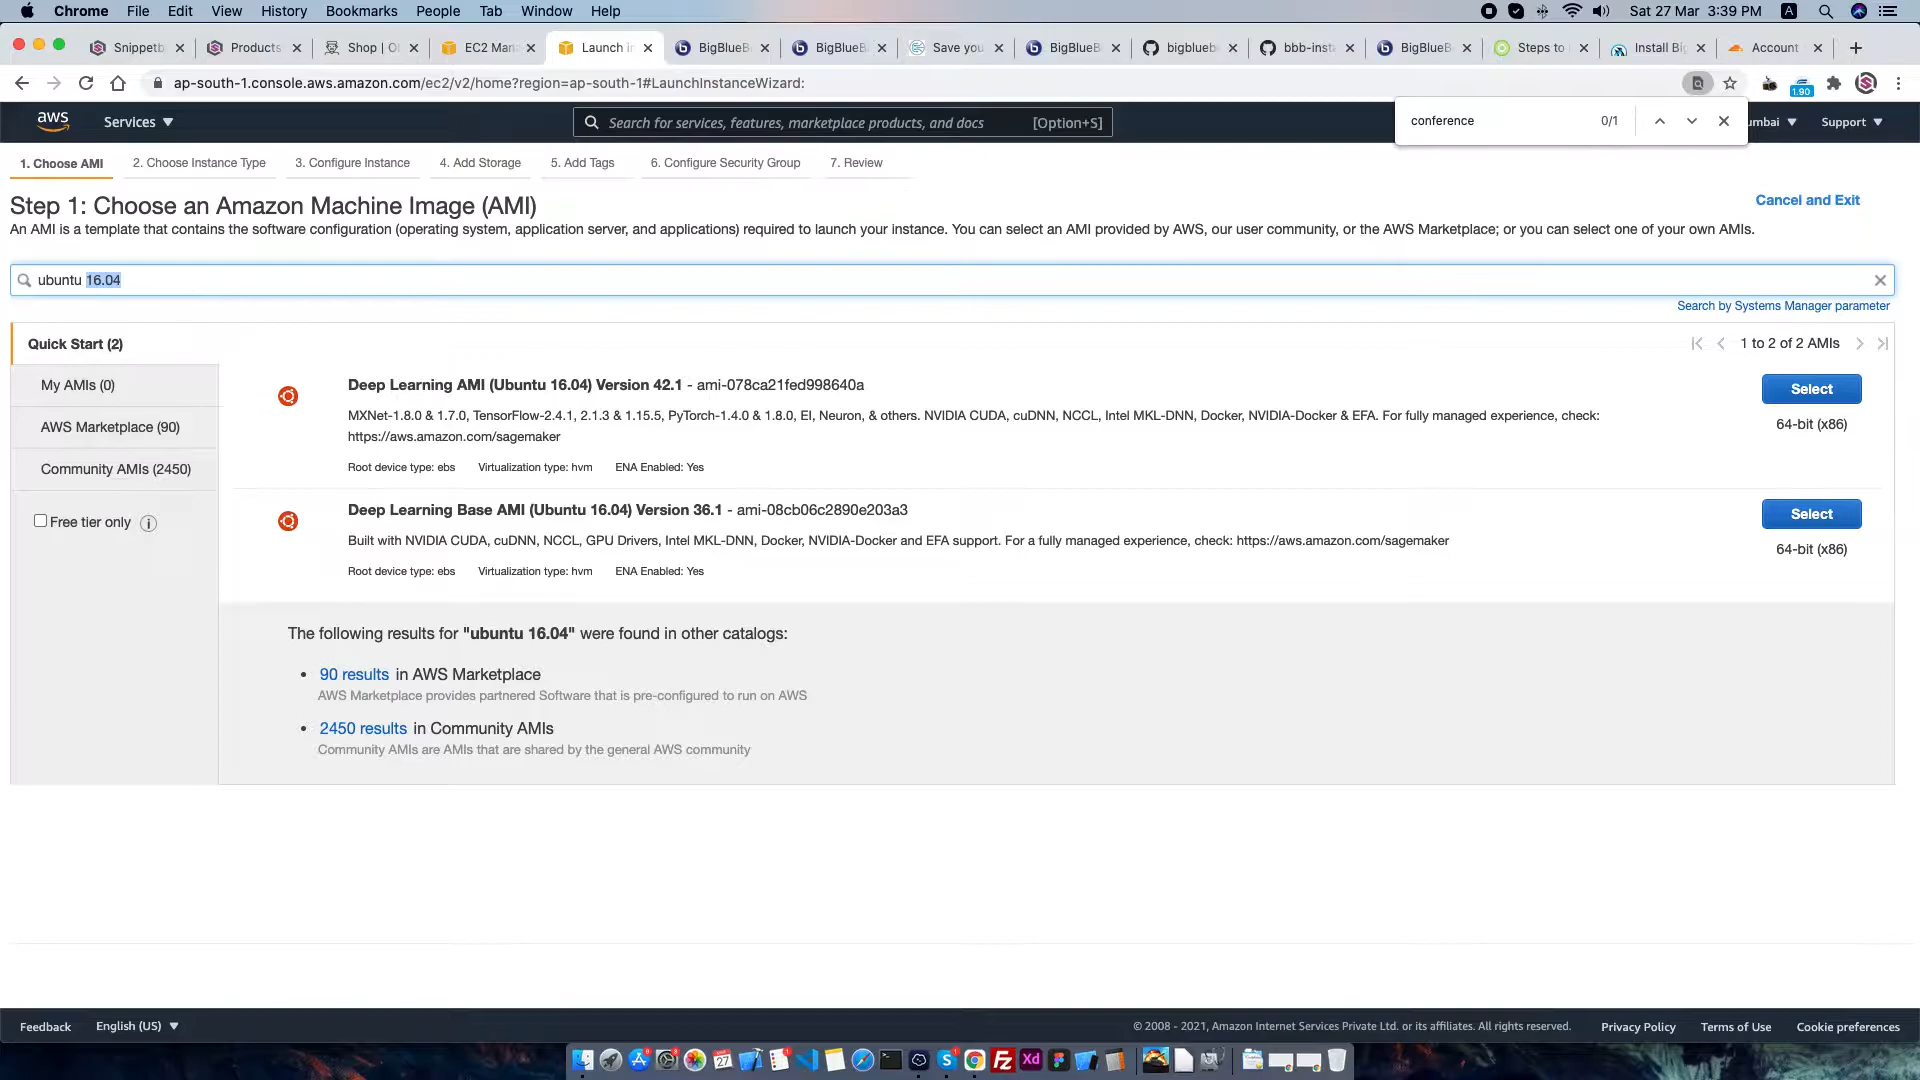 Chrome File Edit View History Bookmarks People Tab Window Help Sat 27 Mar 3:39 PM A
Snippetb Products Shop | Ol EC2 Mana Launch in BigBlueB BigBlueB Save you BigBlueB bigblueb bbb-inst BigBlueB Steps to Install Big Account
ap-south-1.console.aws.amazon.com/ec2/v2/home?region=ap-south-1#LaunchInstanceWizard:
1.90
aws Services Search for services, features, marketplace products, and docs [Option+S] conference 0/1 umbai Support
1. Choose AMI 2. Choose Instance Type 3. Configure Instance 4. Add Storage 5. Add Tags 6. Configure Security Group 7. Review
Step 1: Choose an Amazon Machine Image (AMI)
Cancel and Exit
An AMI is a template that contains the software configuration (operating system, application server, and applications) required to launch your instance. You can select an AMI provided by AWS, our user community, or the AWS Marketplace; or you can select one of your own AMIs.
ubuntu 16.04
Search by Systems Manager parameter
Quick Start (2)
1 to 2 of 2 AMIs
My AMIs (0)
AWS Marketplace (90)
Community AMIs (2450)
Free tier only i
Deep Learning AMI (Ubuntu 16.04) Version 42.1 - ami-078ca21fed998640a
Select
MXNet-1.8.0 & 1.7.0, TensorFlow-2.4.1, 2.1.3 & 1.15.5, PyTorch-1.4.0 & 1.8.0, EI, Neuron, & others. NVIDIA CUDA, cuDNN, NCCL, Intel MKL-DNN, Docker, NVIDIA-Docker & EFA. For fully managed experience, check:
https://aws.amazon.com/sagemaker
64-bit (x86)
Root device type: ebs Virtualization type: hvm ENA Enabled: Yes
Deep Learning Base AMI (Ubuntu 16.04) Version 36.1 - ami-08cb06c2890e203a3
Select
Built with NVIDIA CUDA, cuDNN, NCCL, GPU Drivers, Intel MKL-DNN, Docker, NVIDIA-Docker and EFA support. For a fully managed experience, check: https://aws.amazon.com/sagemaker
64-bit (x86)
Root device type: ebs Virtualization type: hvm ENA Enabled: Yes
The following results for "ubuntu 16.04" were found in other catalogs:
90 results in AWS Marketplace
AWS Marketplace provides partnered Software that is pre-configured to run on AWS
2450 results in Community AMIs
Community AMIs are AMIs that are shared by the general AWS community
Feedback English (US) © 2008 - 2021, Amazon Internet Services Private Ltd. or its affiliates. All rights reserved. Privacy Policy Terms of Use Cookie preferences
Fz Xd